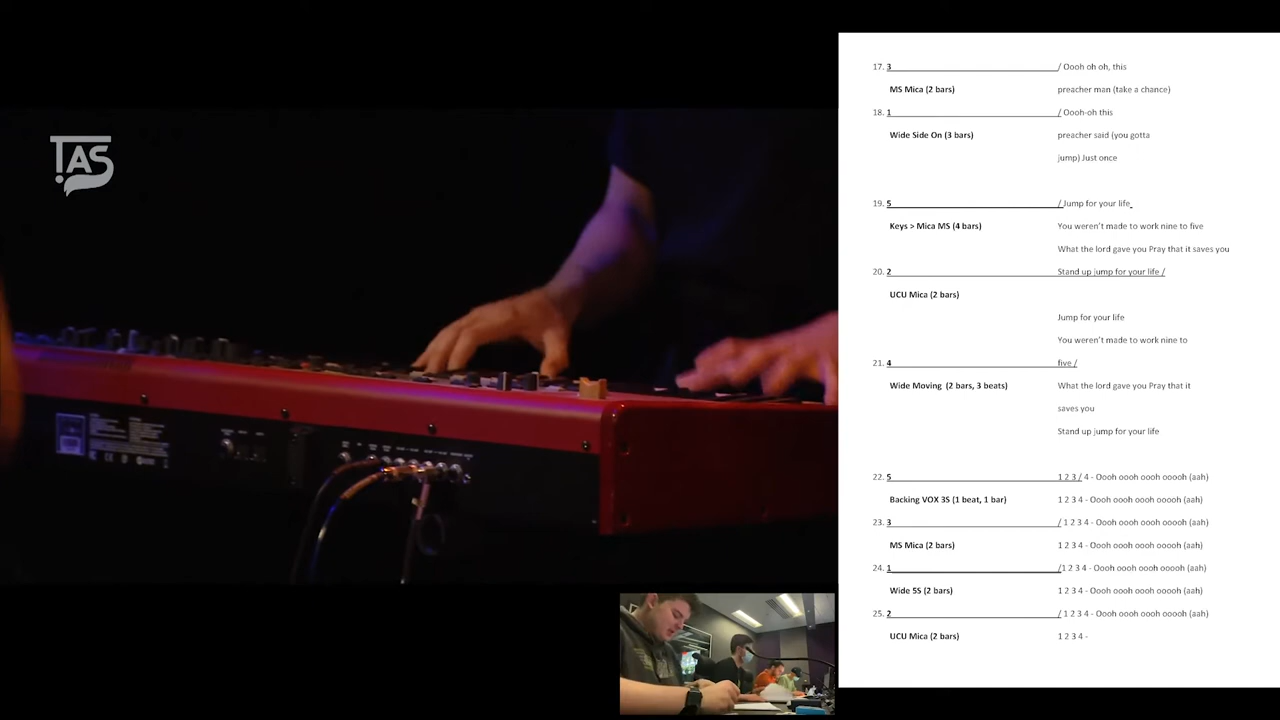 TAS
17. 3 / Oooh oh oh, this
MS Mica (2 bars) preacher man (take a chance)
18. 1 / Oooh-oh this
Wide Side On (3 bars) preacher said (you gotta
jump) Just once
19. 5 / Jump for your life
Keys > Mica MS (4 bars) You weren't made to work nine to five
What the lord gave you Pray that it saves you
20. 2 Stand up jump for your life /
UCU Mica (2 bars)
Jump for your life
You weren't made to work nine to
21. 4 five /
Wide Moving (2 bars, 3 beats) What the lord gave you Pray that it
saves you
Stand up jump for your life
22. 5 1 2 3 / 4 - Oooh oooh oooh ooooh (aah)
Backing VOX 3S (1 beat, 1 bar) 1 2 3 4 - Oooh oooh oooh ooooh (aah)
23. 3 / 1 2 3 4 - Oooh oooh oooh ooooh (aah)
MS Mica (2 bars) 1 2 3 4 - Oooh oooh oooh ooooh (aah)
24. 1 /1 2 3 4 - Oooh oooh oooh ooooh (aah)
Wide 5S (2 bars) 1 2 3 4 - Oooh oooh oooh ooooh (aah)
25. 2 / 1 2 3 4 - Oooh oooh oooh ooooh (aah)
UCU Mica (2 bars) 1 2 3 4 -